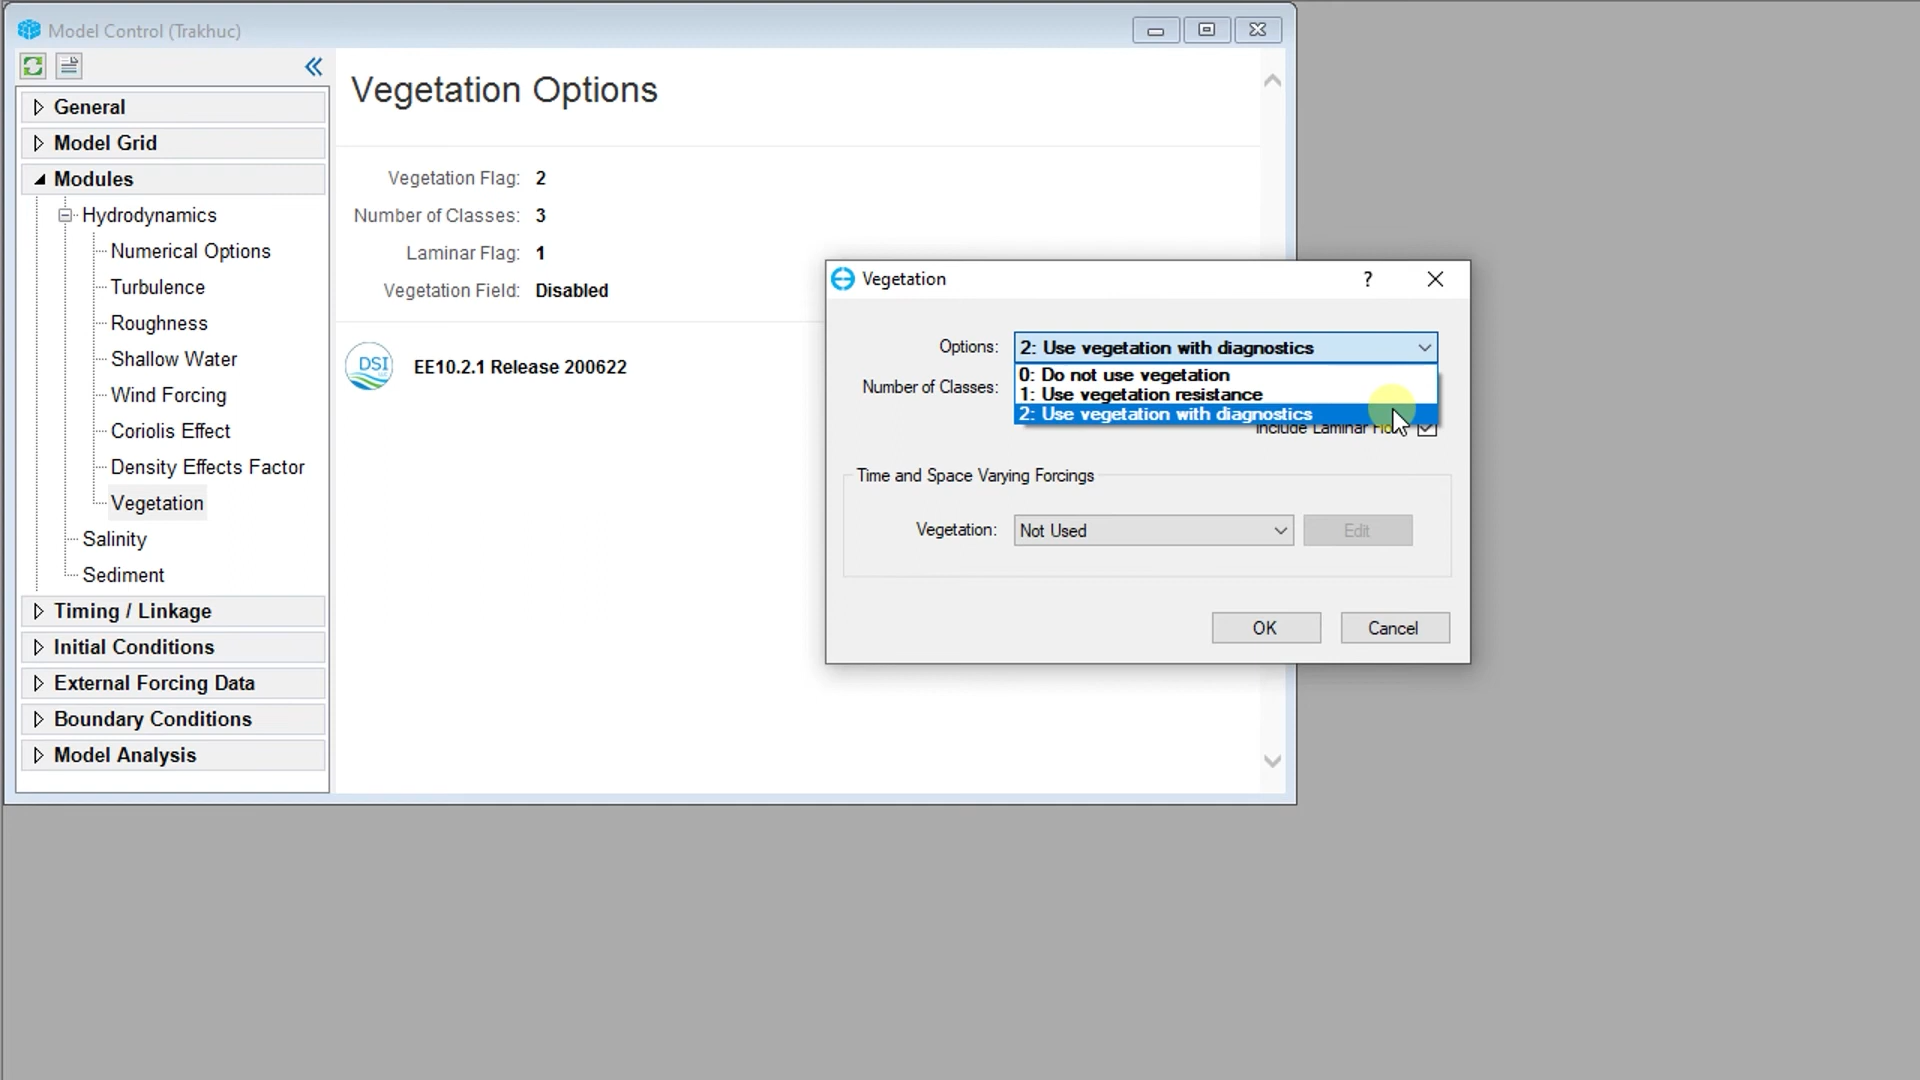 Model Control (Trakhuc)
General
Model Grid
Modules
Hydrodynamics
Numerical Options
Turbulence
Roughness
Shallow Water
Wind Forcing
Coriolis Effect
Density Effects Factor
Vegetation
Salinity
Sediment
Timing / Linkage
Initial Conditions
External Forcing Data
Boundary Conditions
Model Analysis
Vegetation Options
Vegetation Flag: 2
Number of Classes: 3
Laminar Flag: 1
Vegetation Field: Disabled
DSI
EE10.2.1 Release 200622
Vegetation ?
Options: 2: Use vegetation with diagnostics
0: Do not use vegetation
Number of Classes:
1: Use vegetation resistance
2: Use vegetation with diagnostics
Include Laminar
Time and Space Varying Forcings
Vegetation: Not Used Edit
OK Cancel